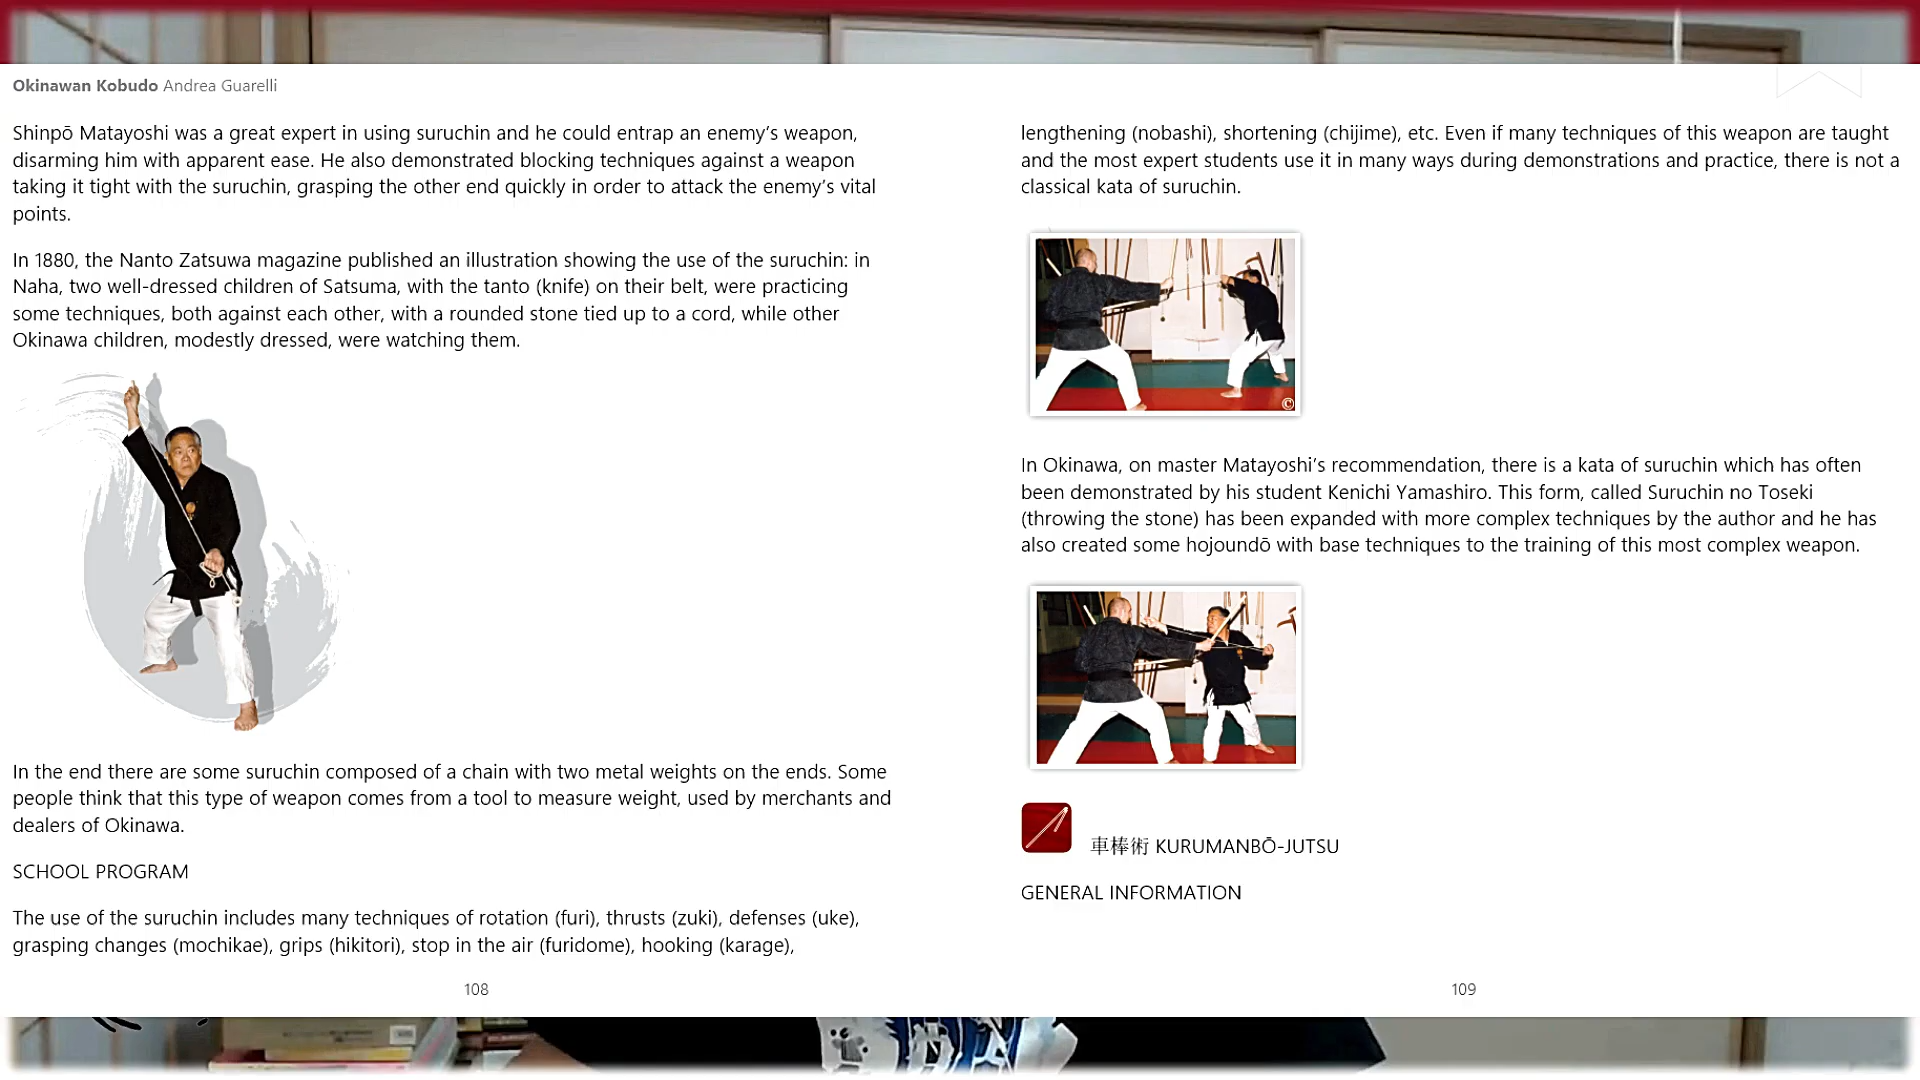 Okinawan Kobudo Andrea Guarelli
Shinpō Matayoshi was a great expert in using suruchin and he could entrap an enemy’s weapon,
disarming him with apparent ease. He also demonstrated blocking techniques against a weapon
taking it tight with the suruchin, grasping the other end quickly in order to attack the enemy’s vital
points.
In 1880, the Nanto Zatsuwa magazine published an illustration showing the use of the suruchin: in
Naha, two well-dressed children of Satsuma, with the tanto (knife) on their belt, were practicing
some techniques, both against each other, with a rounded stone tied up to a cord, while other
Okinawa children, modestly dressed, were watching them.
In the end there are some suruchin composed of a chain with two metal weights on the ends. Some
people think that this type of weapon comes from a tool to measure weight, used by merchants and
dealers of Okinawa.
SCHOOL PROGRAM
The use of the suruchin includes many techniques of rotation (furi), thrusts (zuki), defenses (uke),
grasping changes (mochikae), grips (hikitori), stop in the air (furidome), hooking (karage),
108
lengthening (nobashi), shortening (chijime), etc. Even if many techniques of this weapon are taught
and the most expert students use it in many ways during demonstrations and practice, there is not a
classical kata of suruchin.
©
In Okinawa, on master Matayoshi’s recommendation, there is a kata of suruchin which has often
been demonstrated by his student Kenichi Yamashiro. This form, called Suruchin no Toseki
(throwing the stone) has been expanded with more complex techniques by the author and he has
also created some hojoundō with base techniques to the training of this most complex weapon.
車棒術 KURUMANBŌ-JUTSU
GENERAL INFORMATION
109